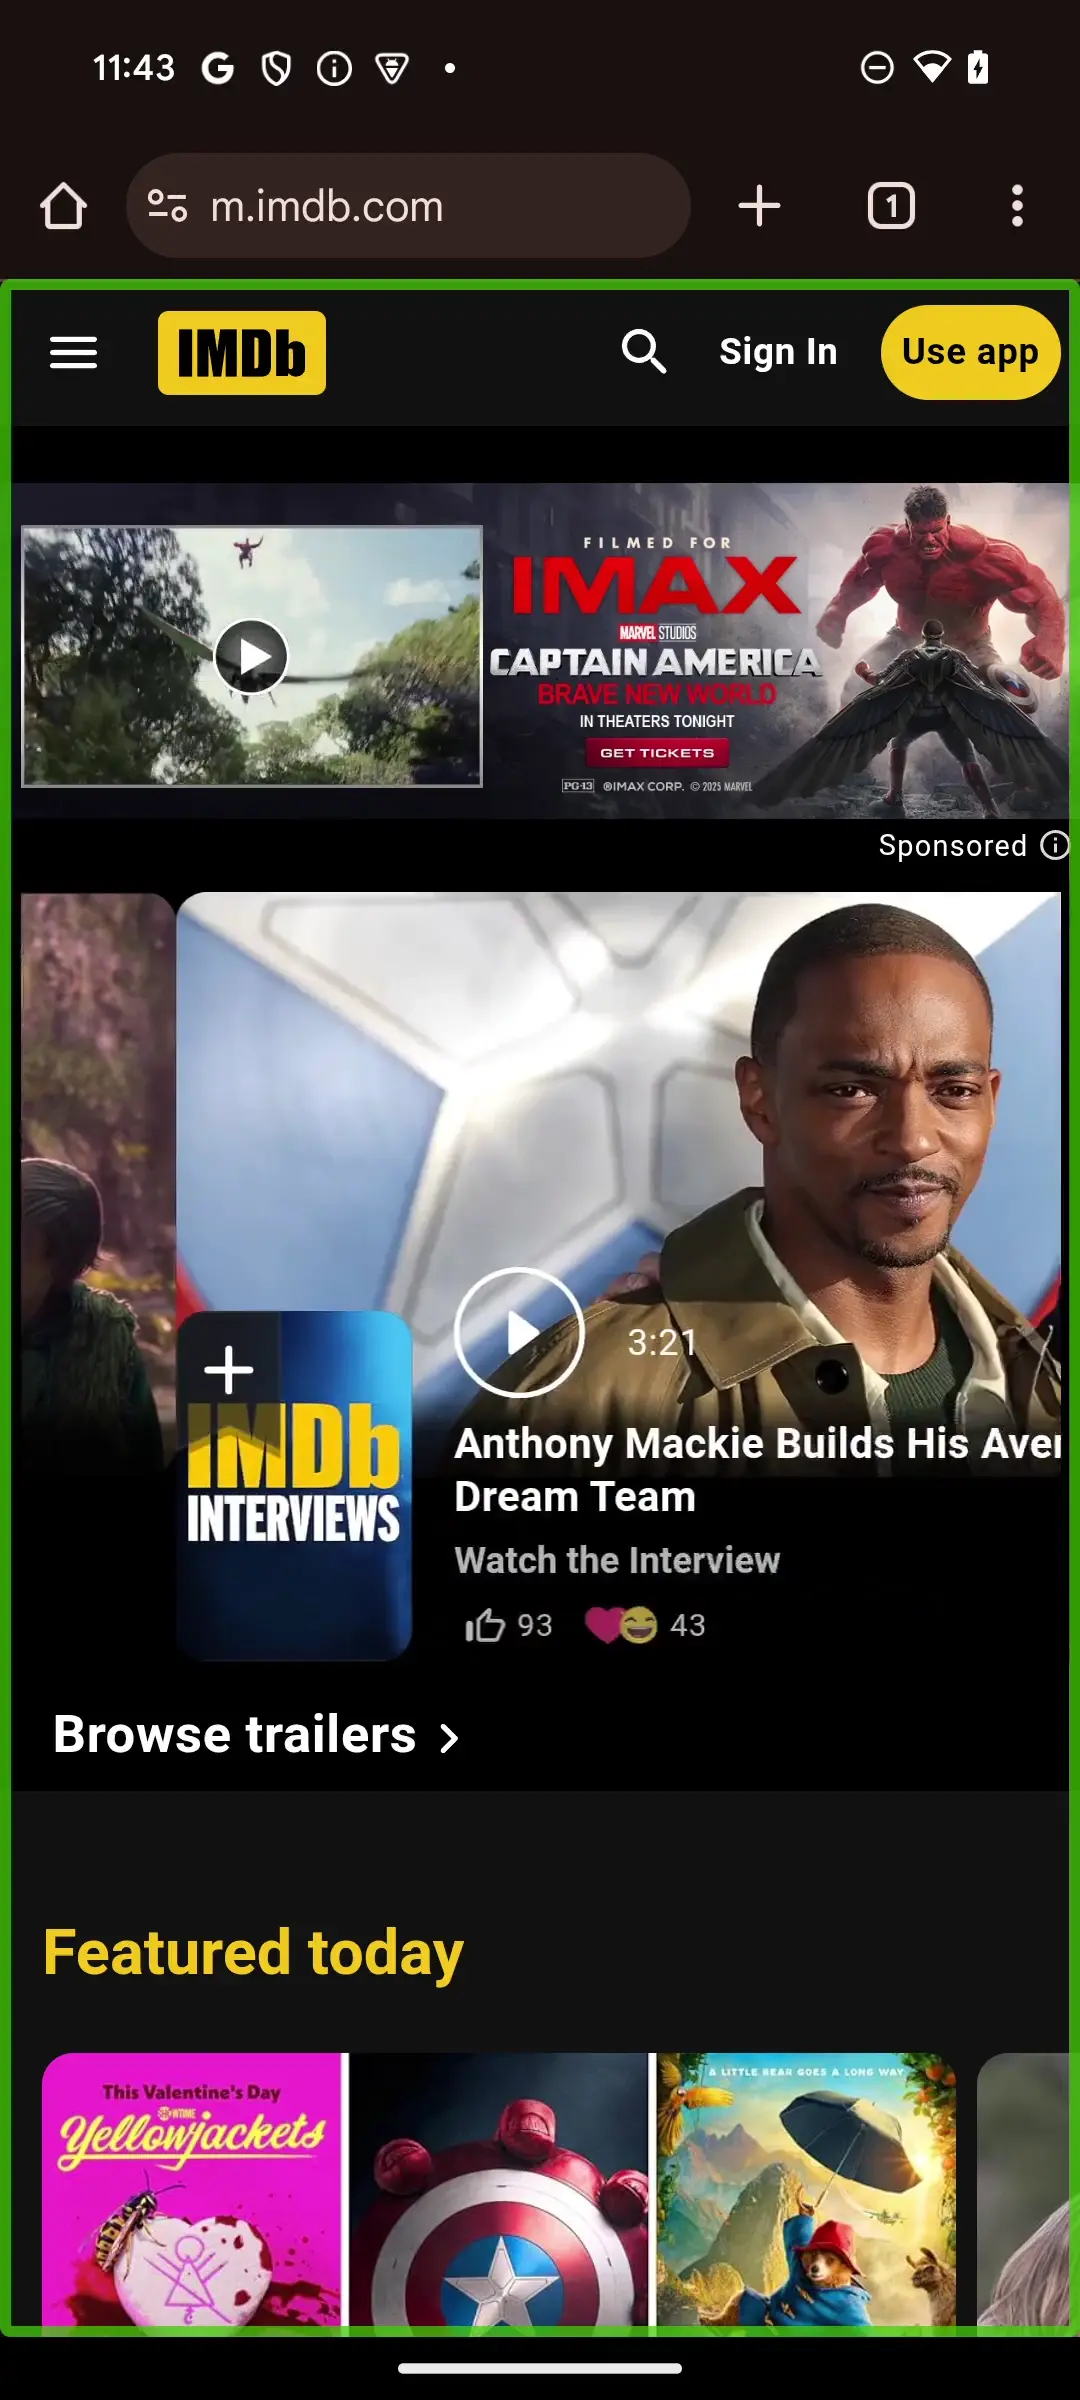 11:43
m.imdb.com
1
IMDb
Sign In
Use app
FILMED FOR
IMAX
MARVEL STUDIOS
CAPTAIN AMERICA
BRAVE NEW WORLD
IN THEATERS TONIGHT
GET TICKETS
PG-13 ®IMAX CORP. © 2025 MARVEL
Sponsored
3:21
IMDb
INTERVIEWS
Anthony Mackie Builds His Aver
Dream Team
Watch the Interview
93
43
Browse trailers
Featured today
This Valentine's Day
SHOWTIME
Yellowjackets
A LITTLE BEAR GOES A LONG WAY